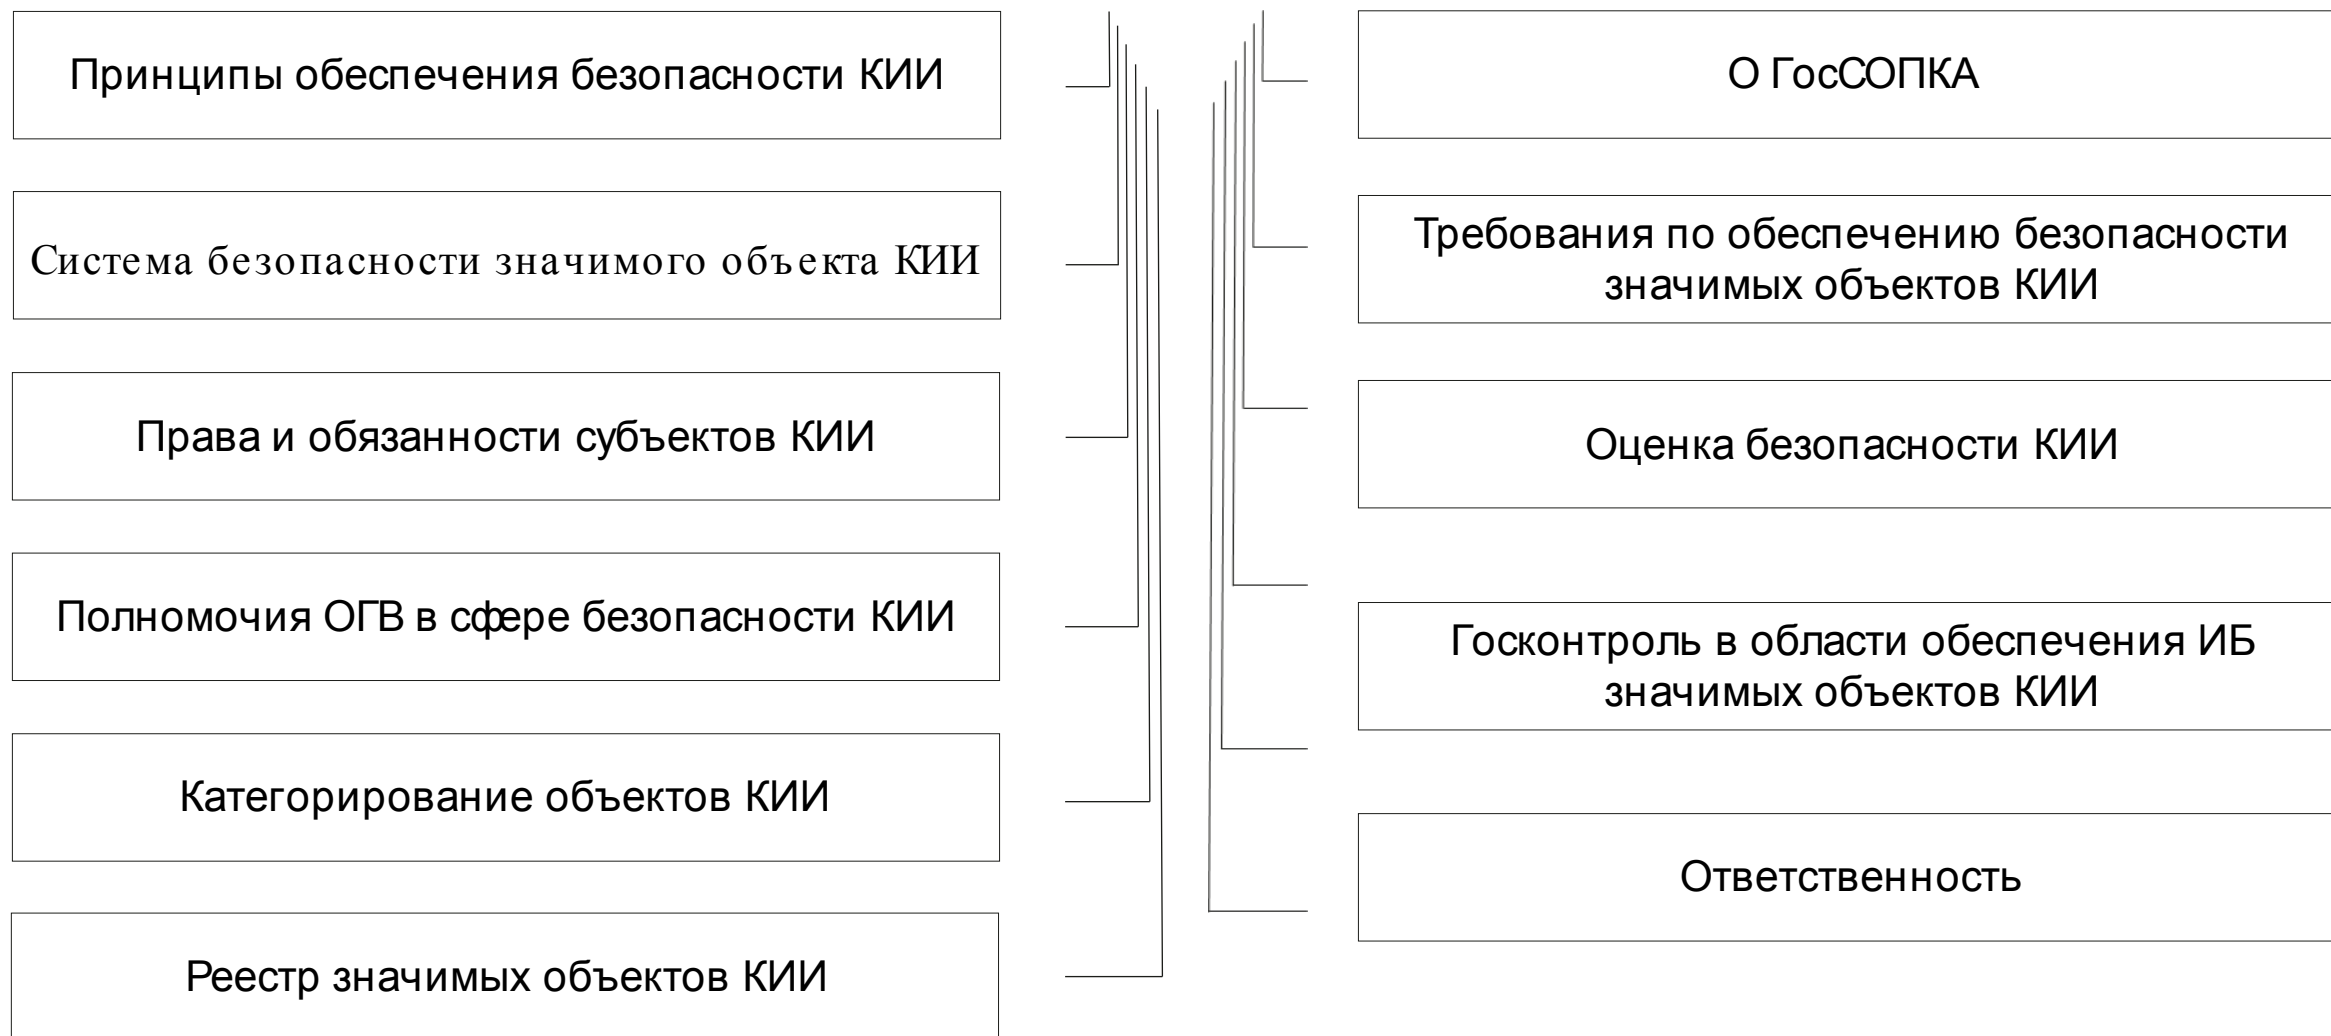 Принципы обеспечения безопасности КИИ
Система безопасности значимого объекта КИИ
Права и обязанности субъектов КИИ
Полномочия ОГВ в сфере безопасности КИИ
Категорирование объектов КИИ
Реестр значимых объектов КИИ
О ГосСОПКА
Требования по обеспечению безопасности
значимых объектов КИИ
Оценка безопасности КИИ
Госконтроль в области обеспечения ИБ
значимых объектов КИИ
Ответственность